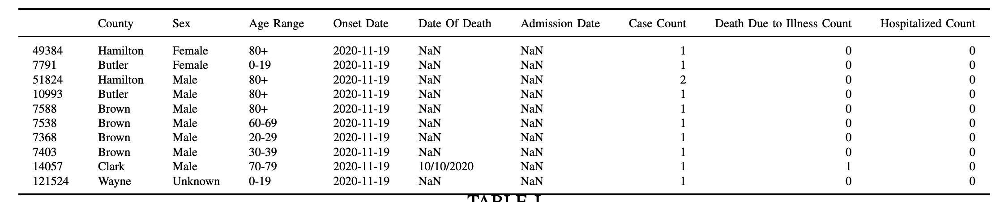 County Sex Age Range Onset Date Date Of Death Admission Date Case Count Death Due to Illness Count Hospitalized Count
49384 Hamilton Female 80+ 2020-11-19 NaN NaN 1 0 0
7791 Butler Female 0-19 2020-11-19 NaN NaN 1 0 0
51824 Hamilton Male 80+ 2020-11-19 NaN NaN 2 0 0
10993 Butler Male 80+ 2020-11-19 NaN NaN 1 0 0
7588 Brown Male 80+ 2020-11-19 NaN NaN 1 0 0
7538 Brown Male 60-69 2020-11-19 NaN NaN 1 0 0
7368 Brown Male 20-29 2020-11-19 NaN NaN 1 0 0
7403 Brown Male 30-39 2020-11-19 NaN NaN 1 0 0
14057 Clark Male 70-79 2020-11-19 10/10/2020 NaN 1 1 0
121524 Wayne Unknown 0-19 2020-11-19 NaN NaN 1 0 0
TABLE I